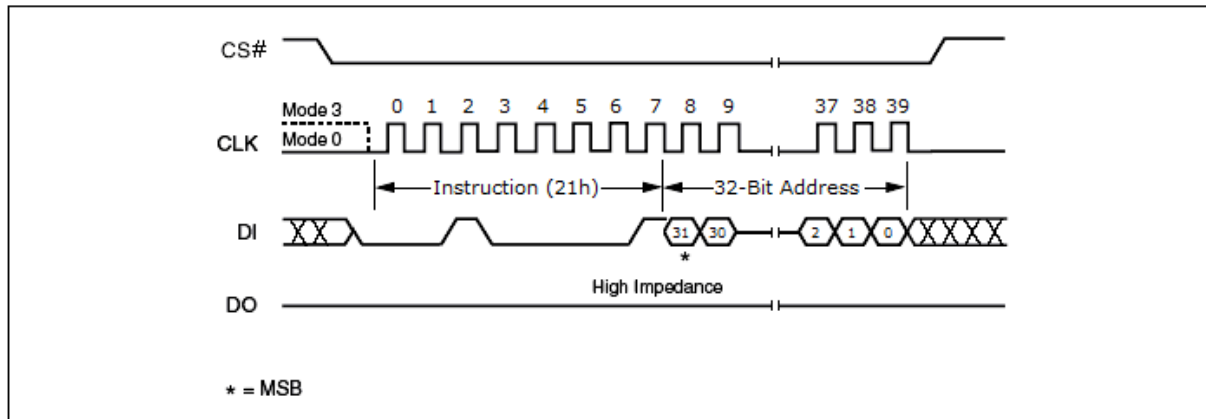 CS#
Mode 3
0 1 2 3 4 5 6 7 8 9 37 38 39
Mode 0
CLK
Instruction (21h) 32-Bit Address
DI 31 30 2 1 0
*
High Impedance
DO
* = MSB